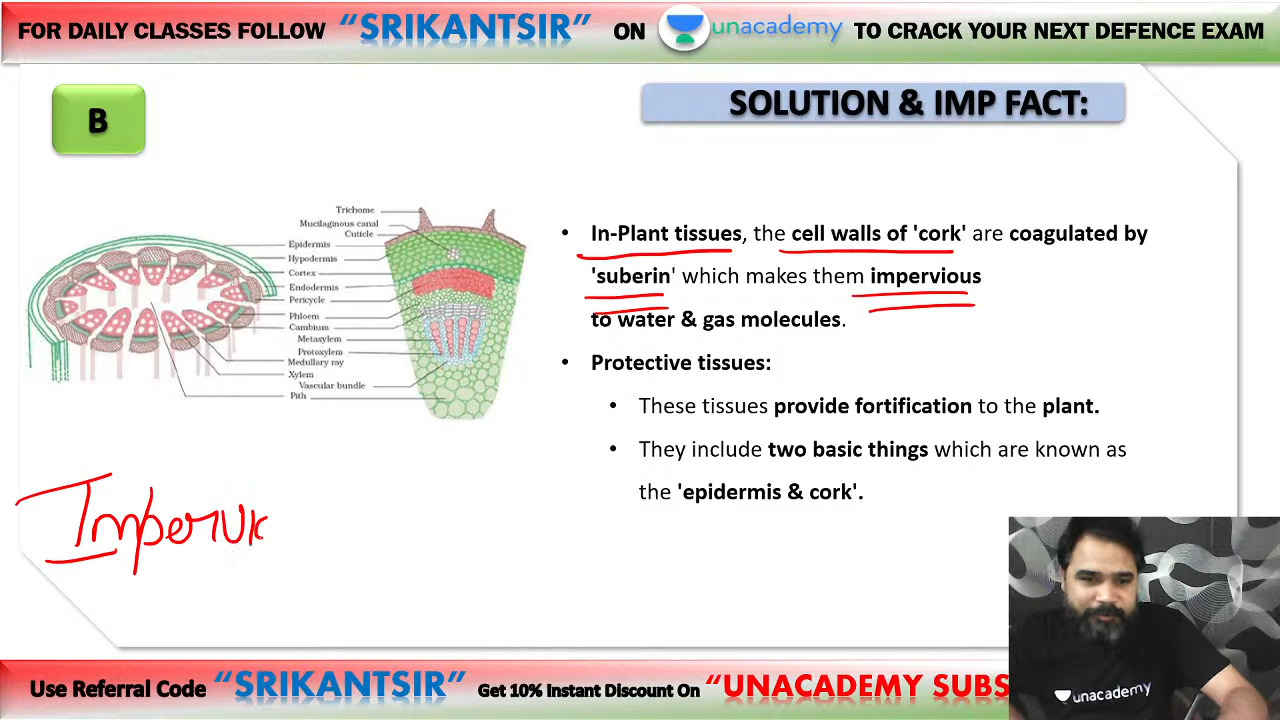 FOR DAILY CLASSES FOLLOW “SRIKANTSIR” ON unacademy TO CRACK YOUR NEXT DEFENCE EXAM
B
SOLUTION & IMP FACT:
Trichome
Mucilaginous canal
Cuticle
Epidermis
Hypodermis
Cortex
Endodermis
Pericycle
Phloem
Cambium
Metaxylem
Protoxylem
Medullary ray
Xylem
Vascular bundle
Pith
• In-Plant tissues, the cell walls of 'cork' are coagulated by
'suberin' which makes them impervious
to water & gas molecules.
• Protective tissues:
• These tissues provide fortification to the plant.
• They include two basic things which are known as
the 'epidermis & cork'.
unacademy
Use Referral Code “SRIKANTSIR” Get 10% Instant Discount On “UNACADEMY SUBS